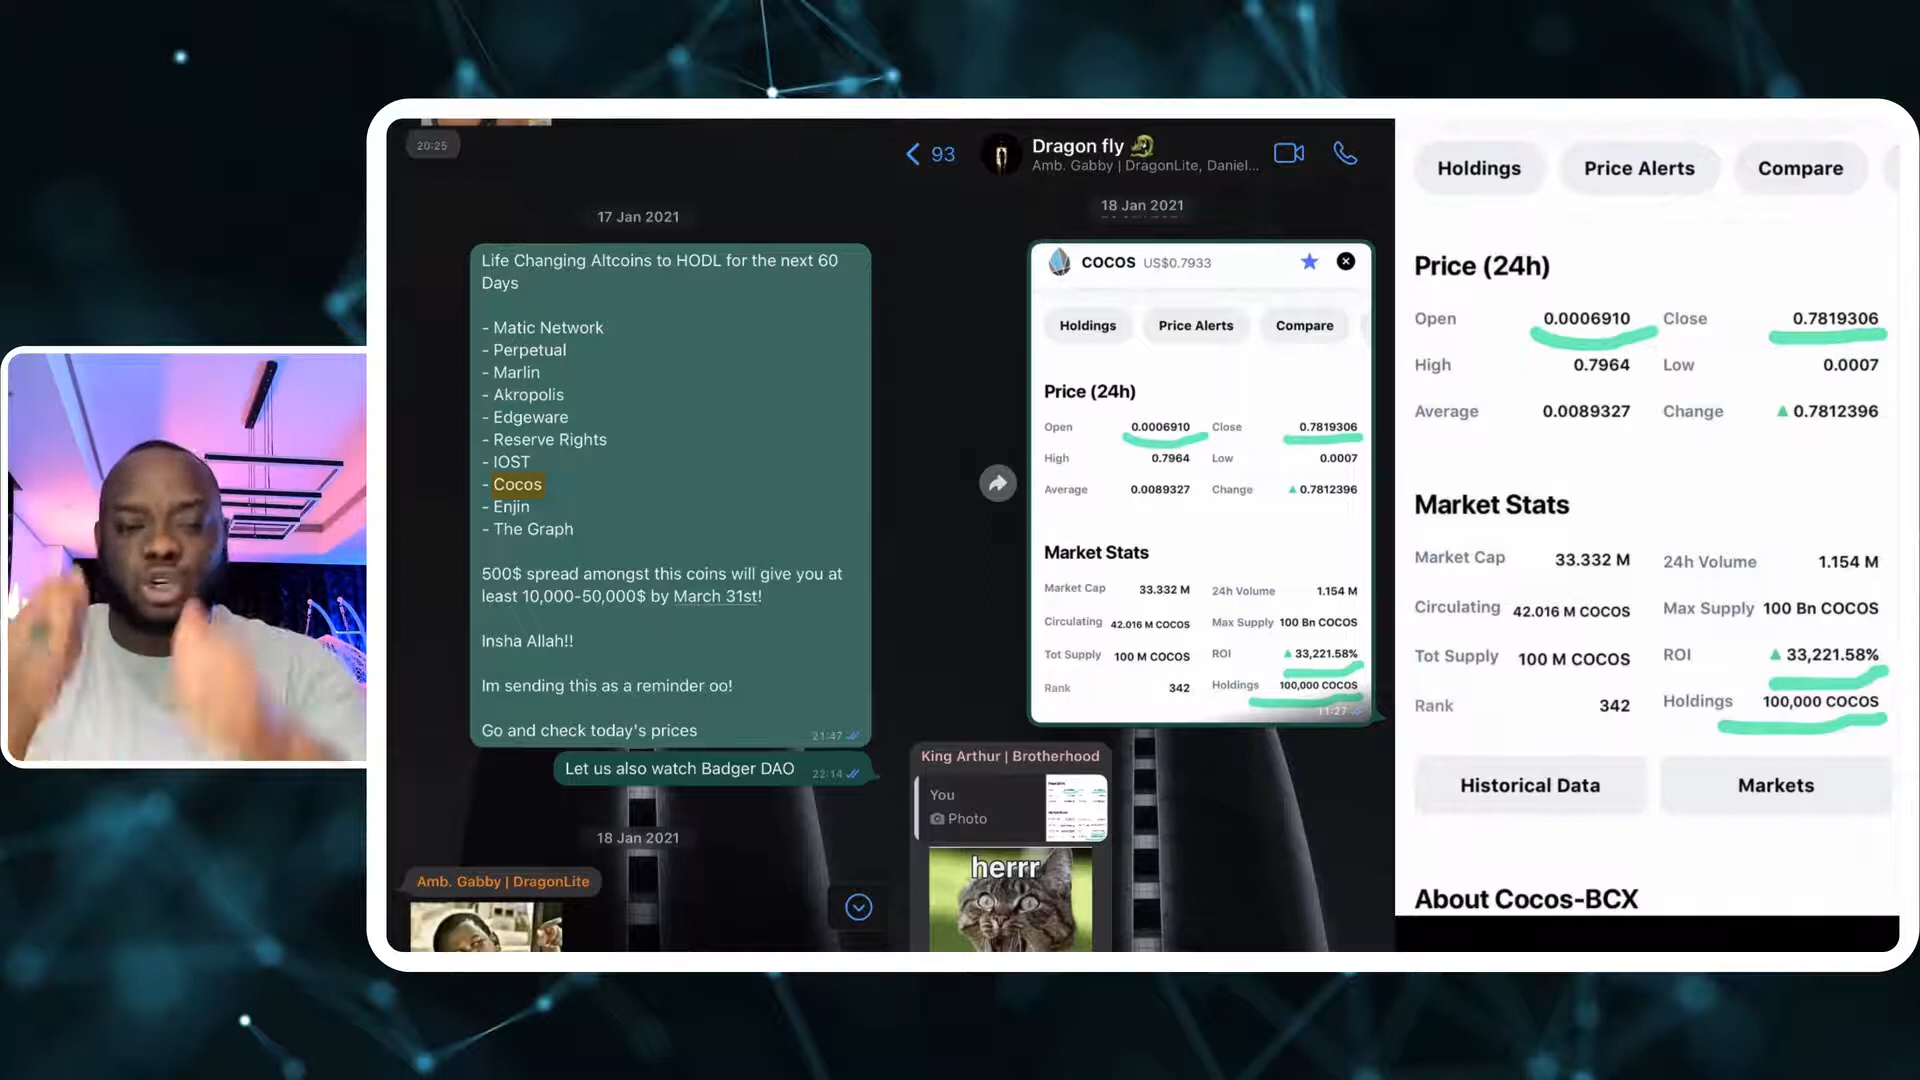 20:25
17 Jan 2021
Life Changing Altcoins to HODL for the next 60
Days
- Matic Network
- Perpetual
- Marlin
- Akropolis
- Edgeware
- Reserve Rights
- IOST
- Cocos
- Enjin
- The Graph
500$ spread amongst this coins will give you at
least 10,000-50,000$ by March 31st!
Insha Allah!!
Im sending this as a reminder oo!
Go and check today's prices
21:47
Let us also watch Badger DAO 22:14
18 Jan 2021
Amb. Gabby | DragonLite
93
Dragon fly
Amb. Gabby | DragonLite, Daniel...
18 Jan 2021
COCOS US$0.7933
Holdings Price Alerts Compare
Price (24h)
Open 0.0006910 Close 0.7819306
High 0.7964 Low 0.0007
Average 0.0089327 Change ▲ 0.7812396
Market Stats
Market Cap 33.332 M 24h Volume 1.154 M
Circulating 42.016 M COCOS Max Supply 100 Bn COCOS
Tot Supply 100 M COCOS ROI ▲ 33,221.58%
Rank 342 Holdings 100,000 COCOS
11:27
King Arthur | Brotherhood
You
Photo
herrr
Holdings Price Alerts Compare
Price (24h)
Open 0.0006910 Close 0.7819306
High 0.7964 Low 0.0007
Average 0.0089327 Change ▲ 0.7812396
Market Stats
Market Cap 33.332 M 24h Volume 1.154 M
Circulating 42.016 M COCOS Max Supply 100 Bn COCOS
Tot Supply 100 M COCOS ROI ▲ 33,221.58%
Rank 342 Holdings 100,000 COCOS
Historical Data Markets
About Cocos-BCX